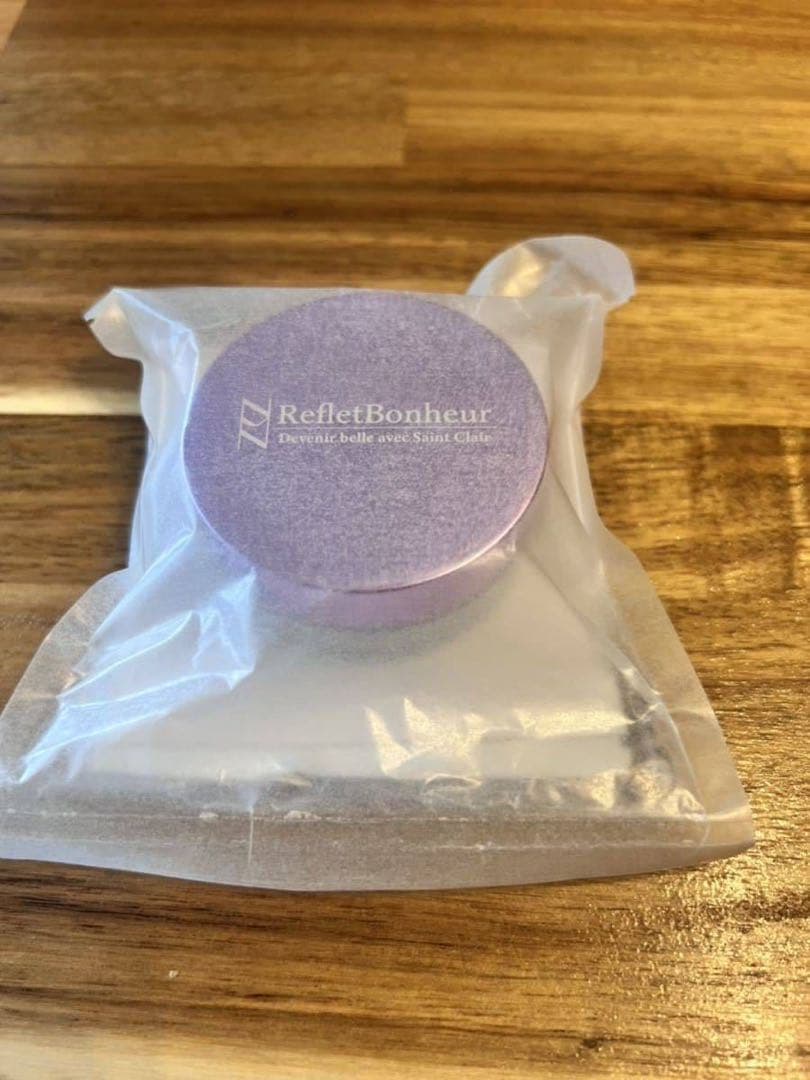 RefletBonheur
Devenir belle avec Saint Clair